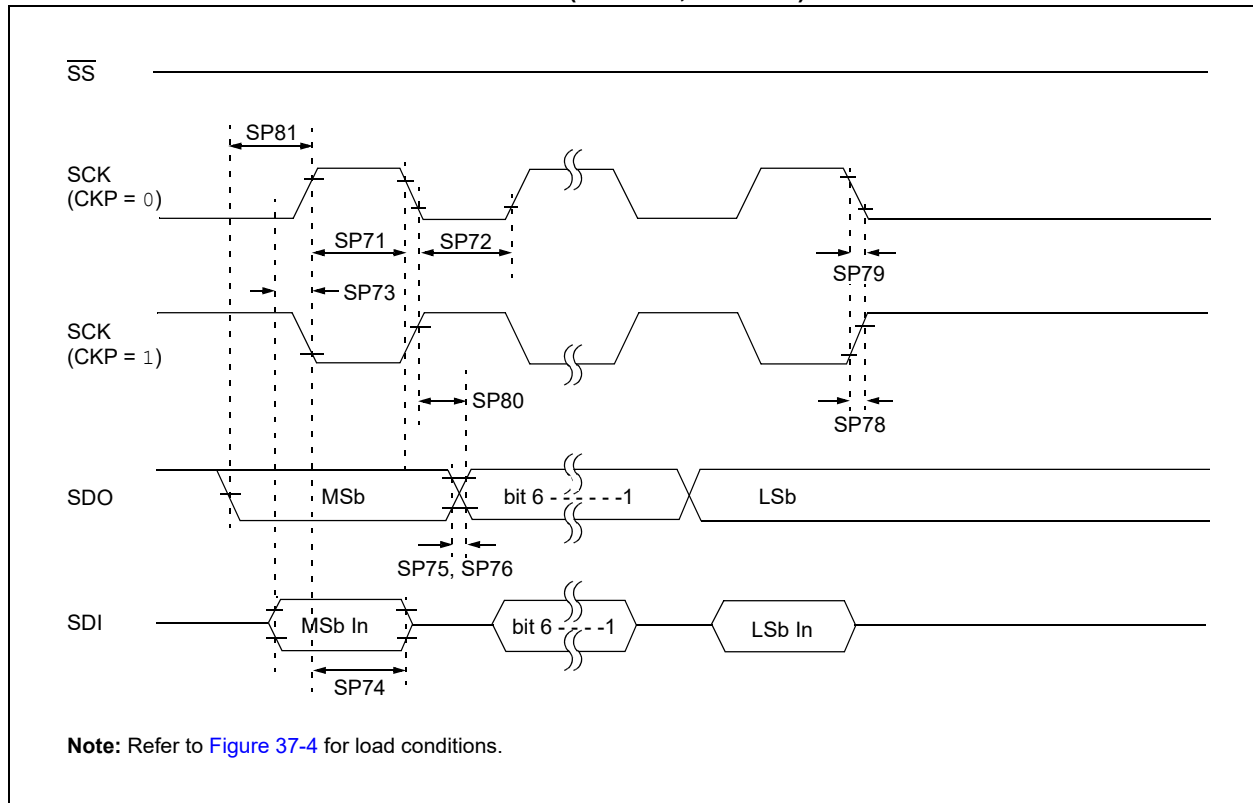 SS
SP81
SCK
(CKP = 0)
SP71
SP72
SP79
SP73
SCK
(CKP = 1)
SP80
SP78
SDO
MSb
bit 6 - - - - - - -1
LSb
SP75, SP76
SDI
MSb In
bit 6 - - - - -1
LSb In
SP74
Note: Refer to Figure 37-4 for load conditions.